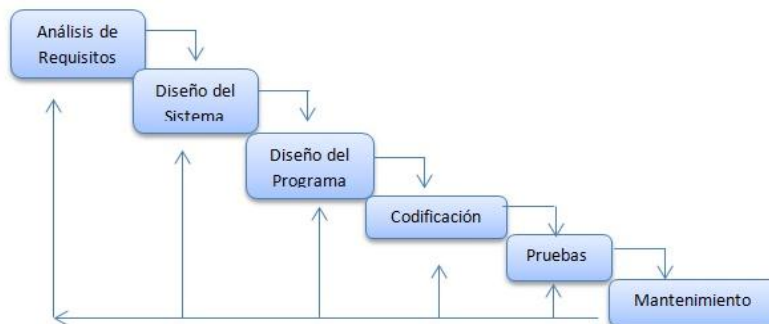 Análisis de
Requisitos
Diseño del
Sistema
Diseño del
Programa
Codificación
Pruebas
Mantenimiento